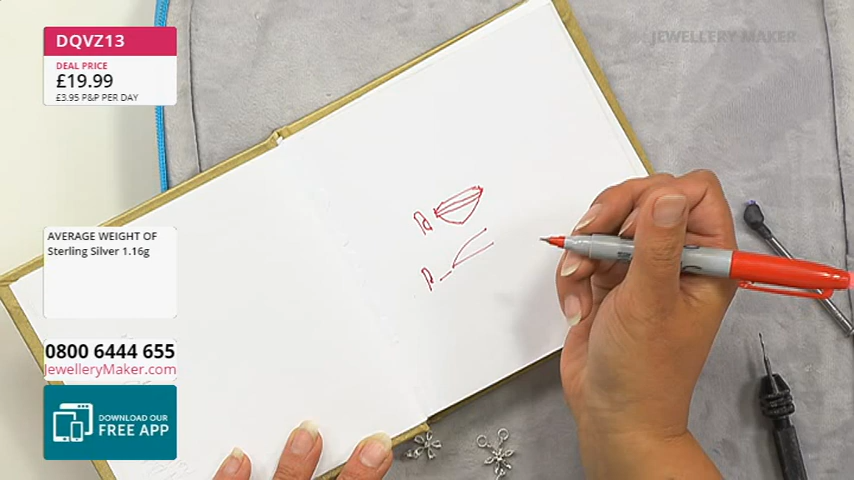 DQVZ13
DEAL PRICE
£19.99
£3.95 P&P PER DAY
JEWELLERY MAKER
AVERAGE WEIGHT OF
Sterling Silver 1.16g
0800 6444 655
JewelleryMaker.com
DOWNLOAD OUR
FREE APP